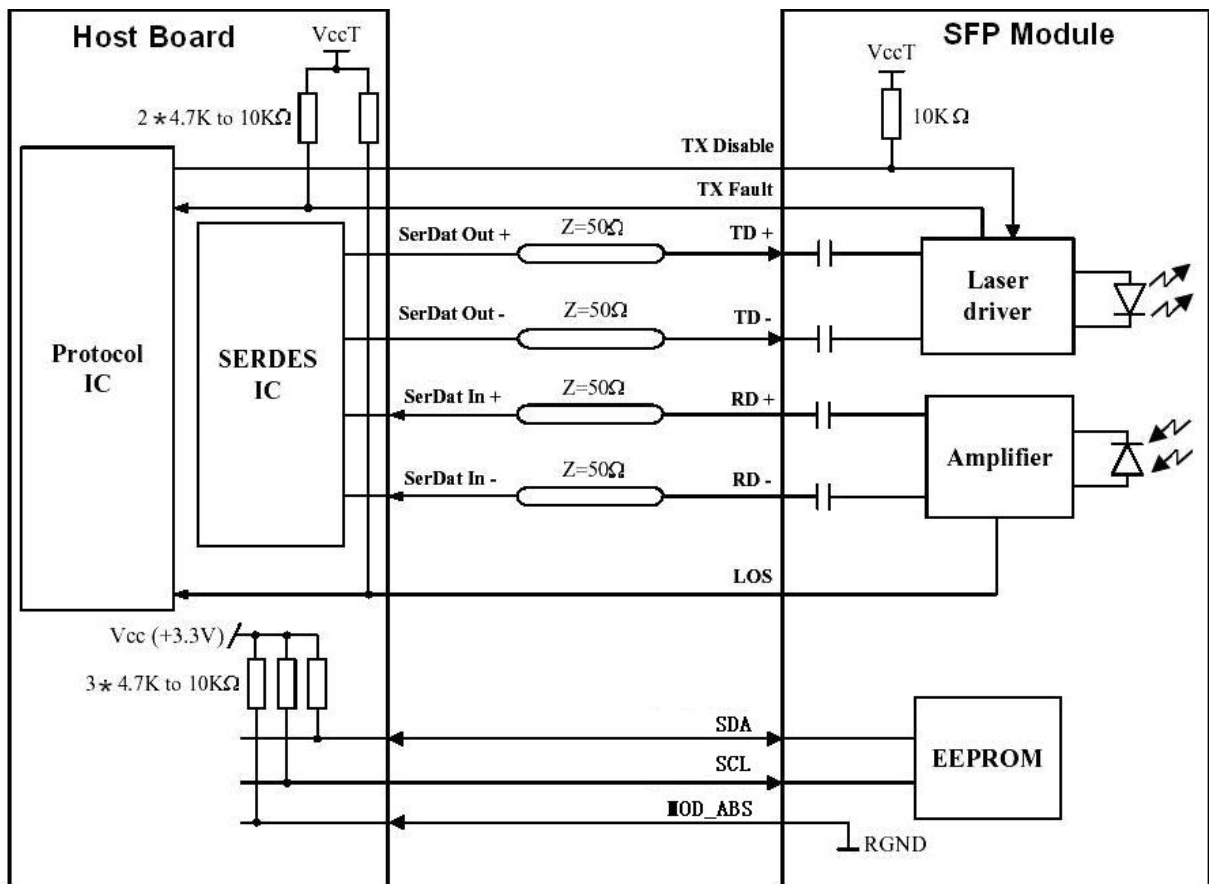 Host Board
SFP Module
VccT
VccT
2*4.7K to 10KΩ
10KΩ
TX Disable
TX Fault
SerDat Out +
Z=50Ω
TD +
SerDat Out -
Z=50Ω
TD -
Laser
driver
Protocol
IC
SERDES
IC
SerDat In +
Z=50Ω
RD +
SerDat In -
Z=50Ω
RD -
Amplifier
LOS
Vcc (+3.3V)
3*4.7K to 10KΩ
SDA
SCL
MOD_ABS
EEPROM
RGND